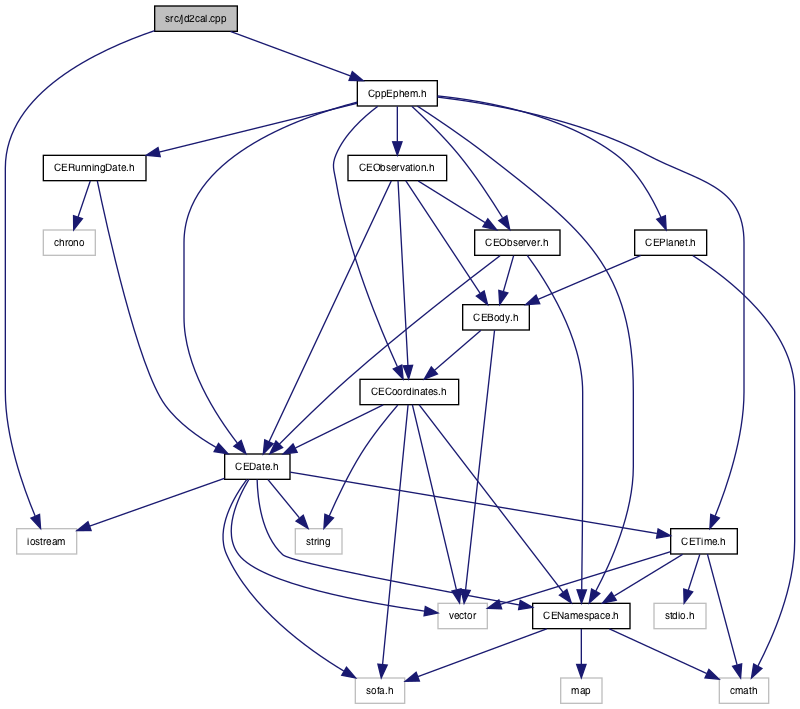 src/jd2cal.cpp
CppEphem.h
CERunningDate.h
CEObservation.h
chrono
CEObserver.h
CEPlanet.h
CEBody.h
CECoordinates.h
CEDate.h
iostream
string
CETime.h
vector
CENamespace.h
stdio.h
sofa.h
map
cmath